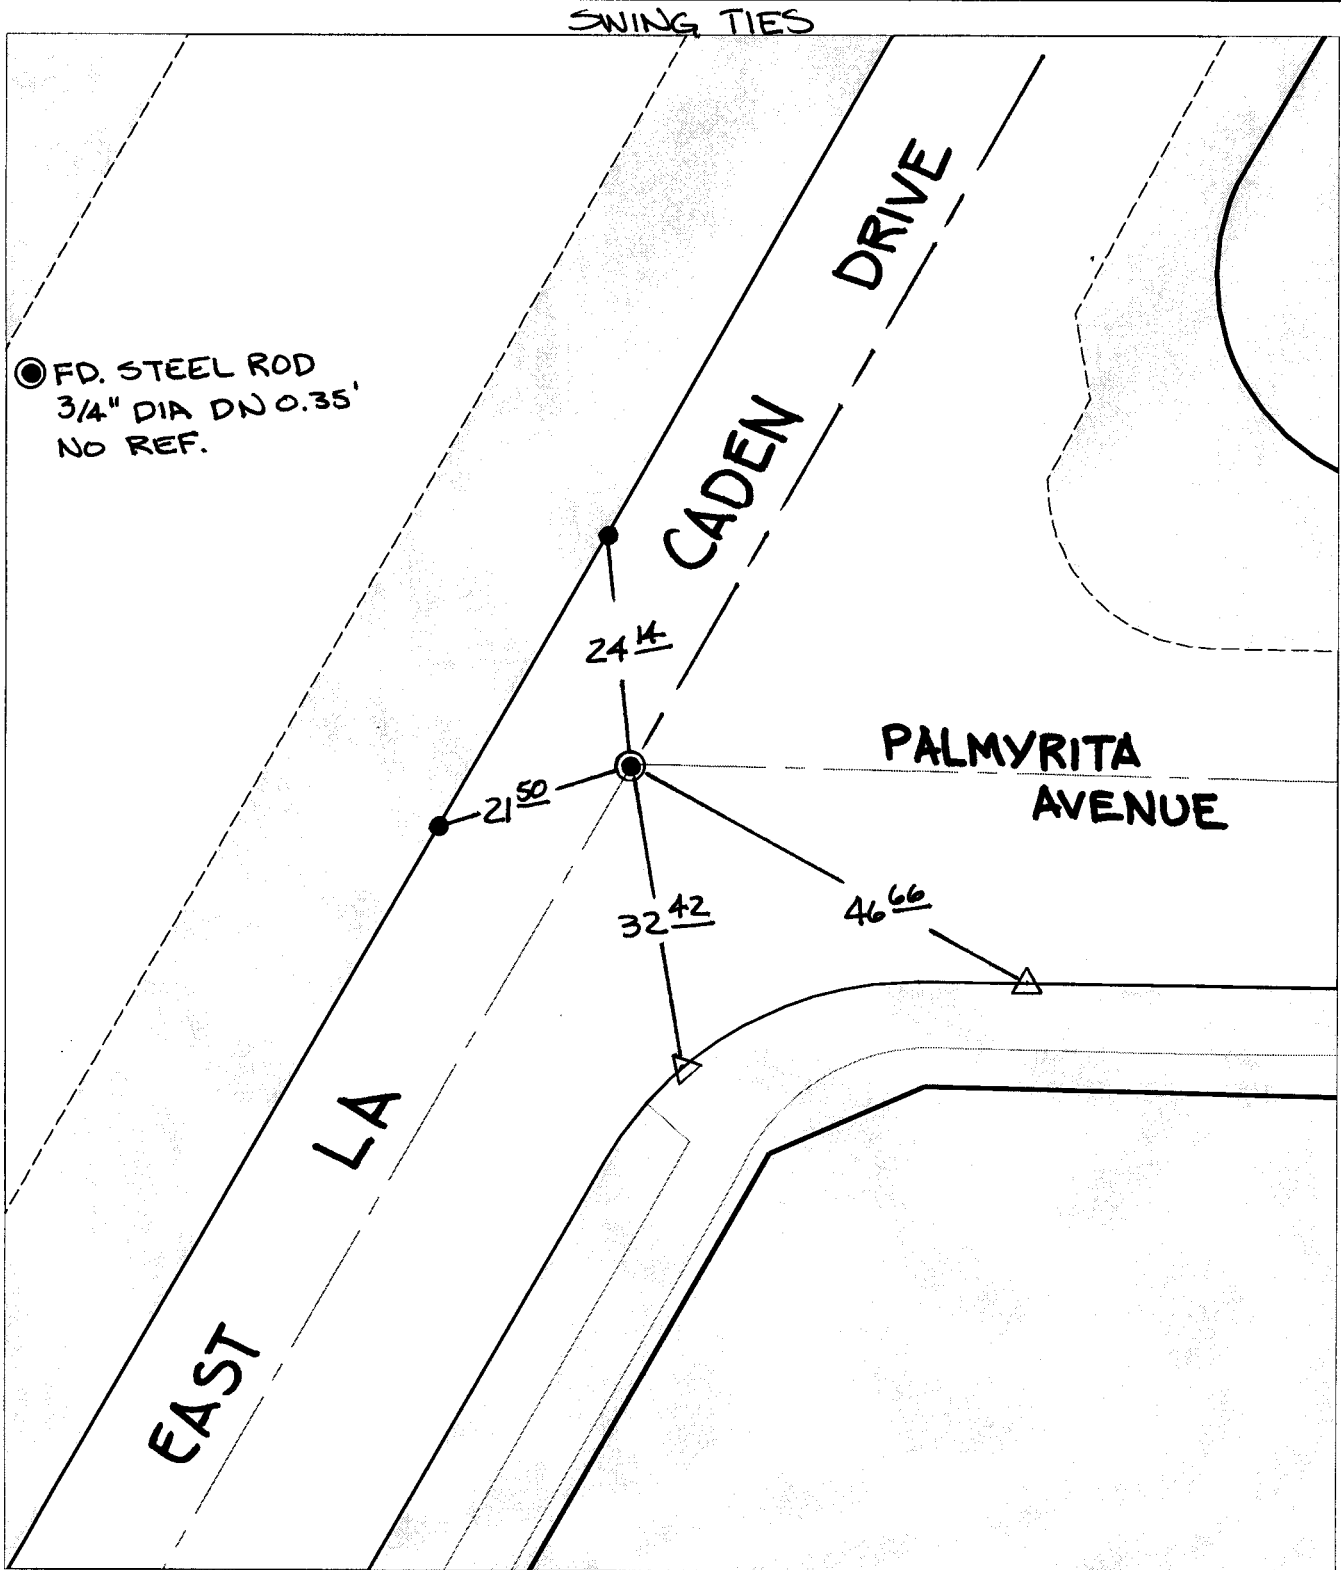 SWING TIES
FD. STEEL ROD
3/4" DIA DN 0.35'
NO REF.
DRIVE
CADEN
24 14
PALMYRITA
AVENUE
21 50
32 42
46 66
LA
EAST